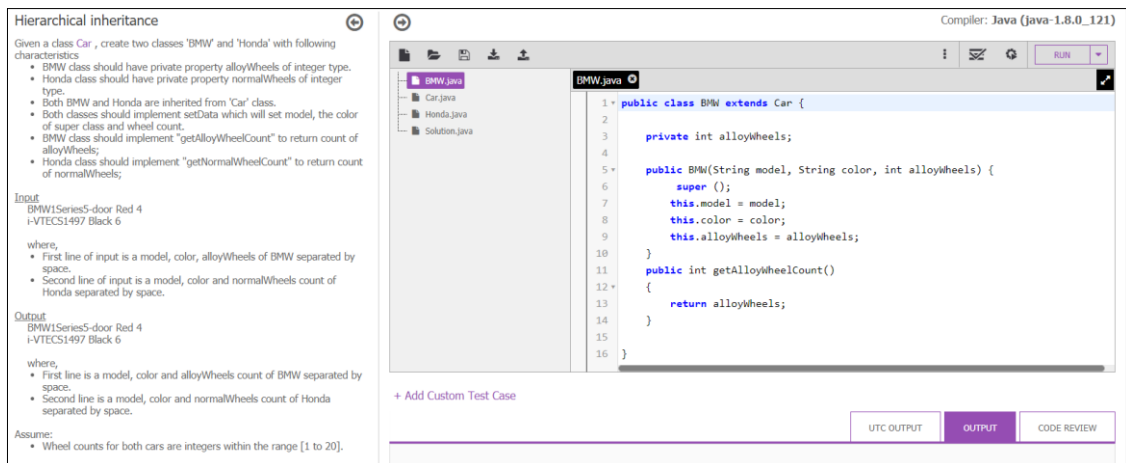 Hierarchical inheritance
Given a class Car , create two classes 'BMW' and 'Honda' with following
characteristics
• BMW class should have private property alloyWheels of integer type.
• Honda class should have private property normalWheels of integer
type.
• Both BMW and Honda are inherited from 'Car' class.
• Both classes should implement setData which will set model, the color
of super class and wheel count.
• BMW class should implement "getAlloyWheelCount" to return count of
alloyWheels;
• Honda class should implement "getNormalWheelCount" to return count
of normalWheels;
Input
BMW1Series5-door Red 4
i-VTECS1497 Black 6
where,
• First line of input is a model, color, alloyWheels of BMW separated by
space.
• Second line of input is a model, color and normalWheels count of
Honda separated by space.
Output
BMW1Series5-door Red 4
i-VTECS1497 Black 6
where,
• First line is a model, color and alloyWheels count of BMW separated by
space.
• Second line is a model, color and normalWheels count of Honda
separated by space.
Assume:
• Wheel counts for both cars are integers within the range [1 to 20].
Compiler: Java (java-1.8.0_121)
RUN
BMW.java
Car.java
Honda.java
Solution.java
BMW.java
1 public class BMW extends Car {
2
3 private int alloyWheels;
4
5 public BMW(String model, String color, int alloyWheels) {
6 super ();
7 this.model = model;
8 this.color = color;
9 this.alloyWheels = alloyWheels;
10 }
11 public int getAlloyWheelCount()
12 {
13 return alloyWheels;
14 }
15
16 }
+ Add Custom Test Case
UTC OUTPUT OUTPUT CODE REVIEW